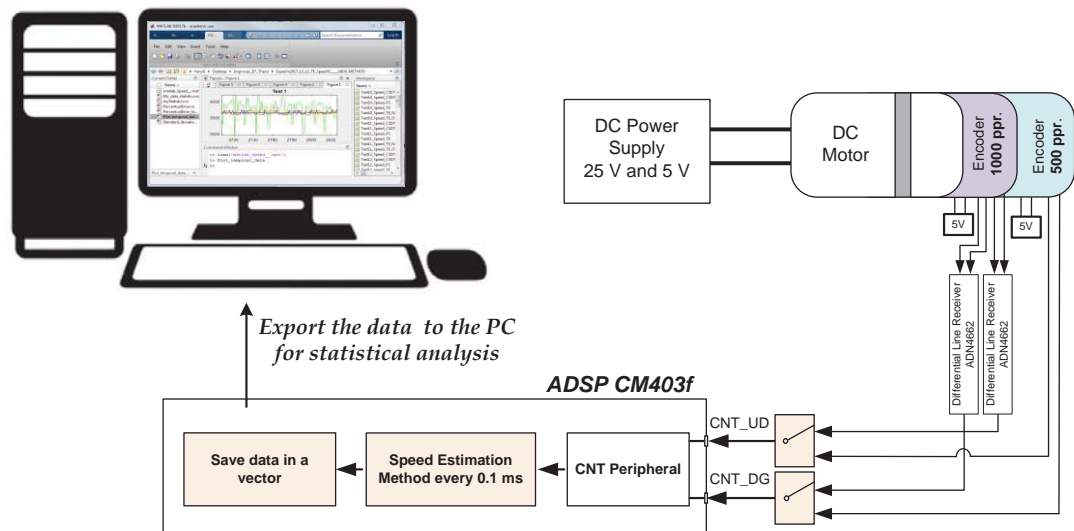 Test 1
DC Power
Supply
25 V and 5 V
DC
Motor
Encoder
1000 ppr.
Encoder
500 ppr.
5V
5V
Differential Line Receiver
ADN4662
Differential Line Receiver
ADN4662
Export the data to the PC
for statistical analysis
ADSP CM403f
CNT_UD
CNT_DG
Save data in a
vector
Speed Estimation
Method every 0.1 ms
CNT Peripheral